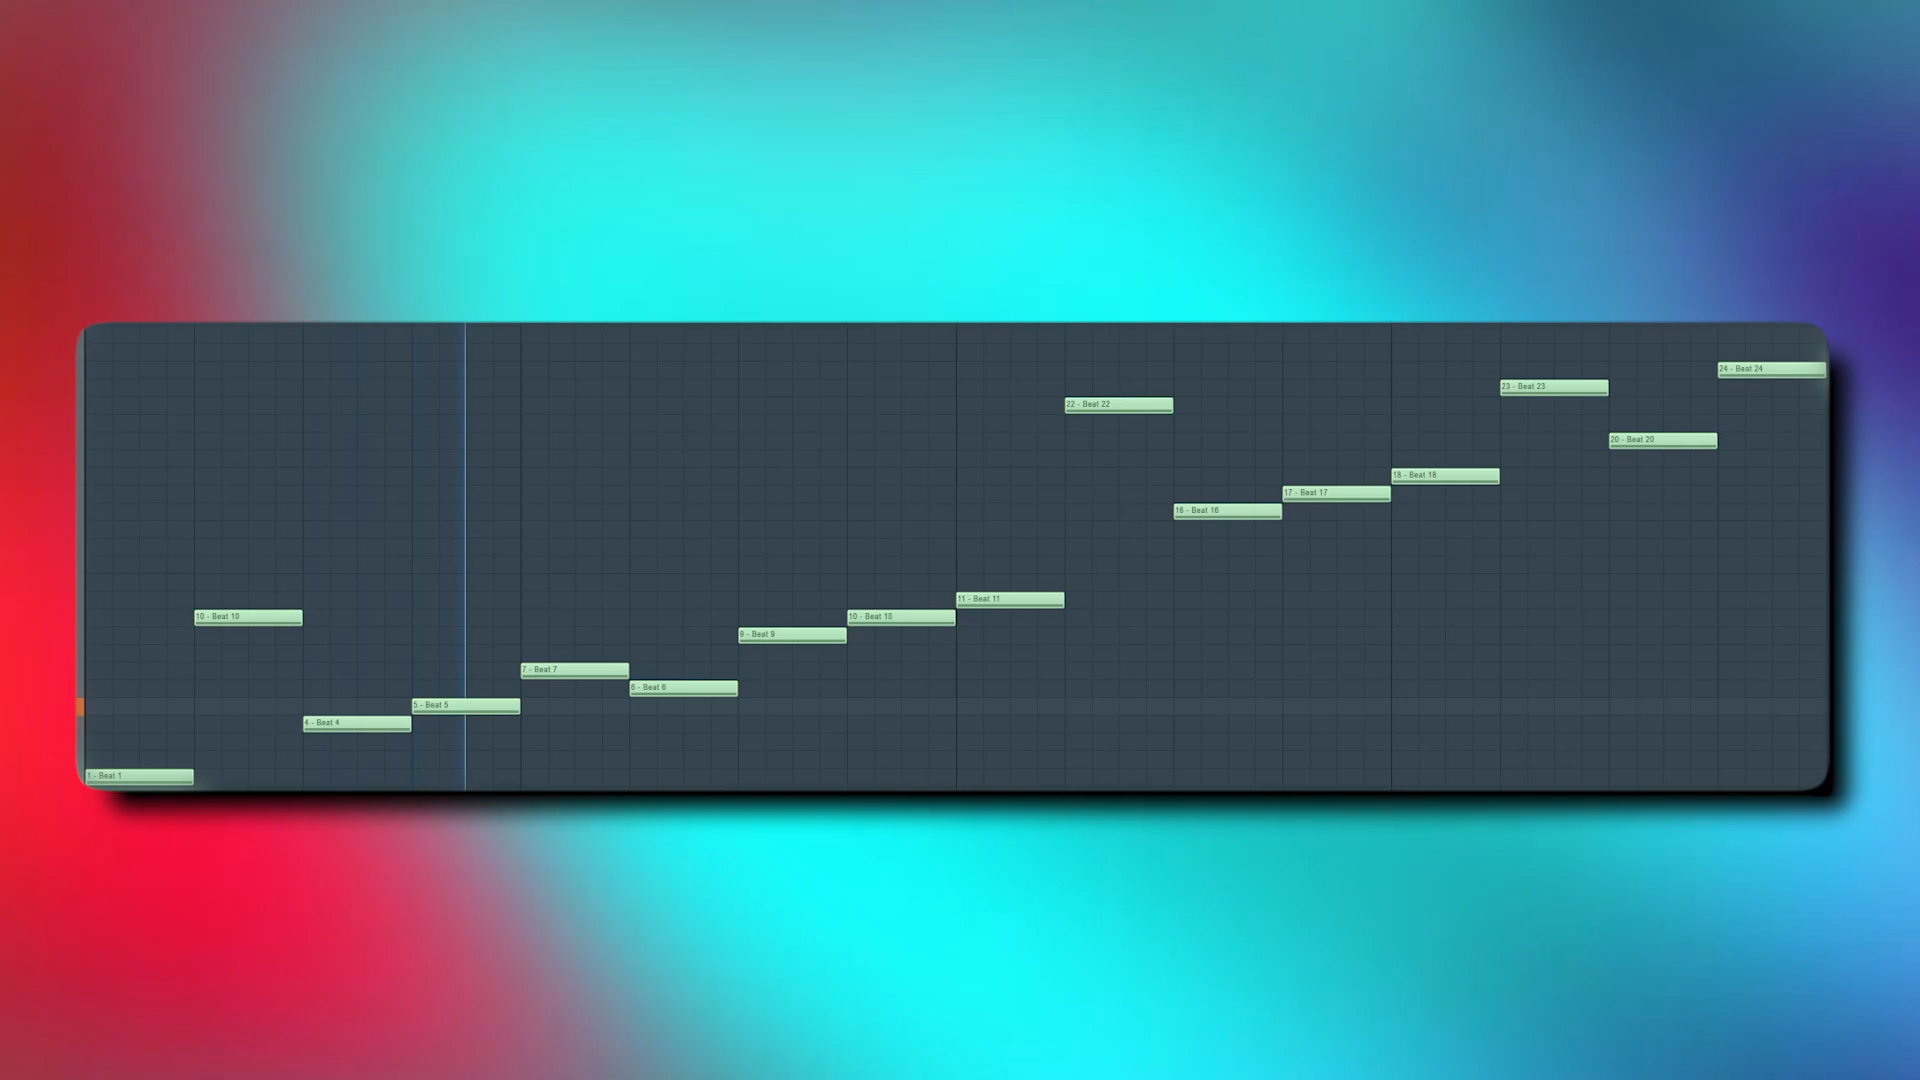 24 - Beat 24
23 - Beat 23
22 - Beat 22
20 - Beat 20
18 - Beat 18
17 - Beat 17
16 - Beat 16
11 - Beat 11
10 - Beat 10
10 - Beat 10
9 - Beat 9
7 - Beat 7
6 - Beat 6
5 - Beat 5
4 - Beat 4
1 - Beat 1